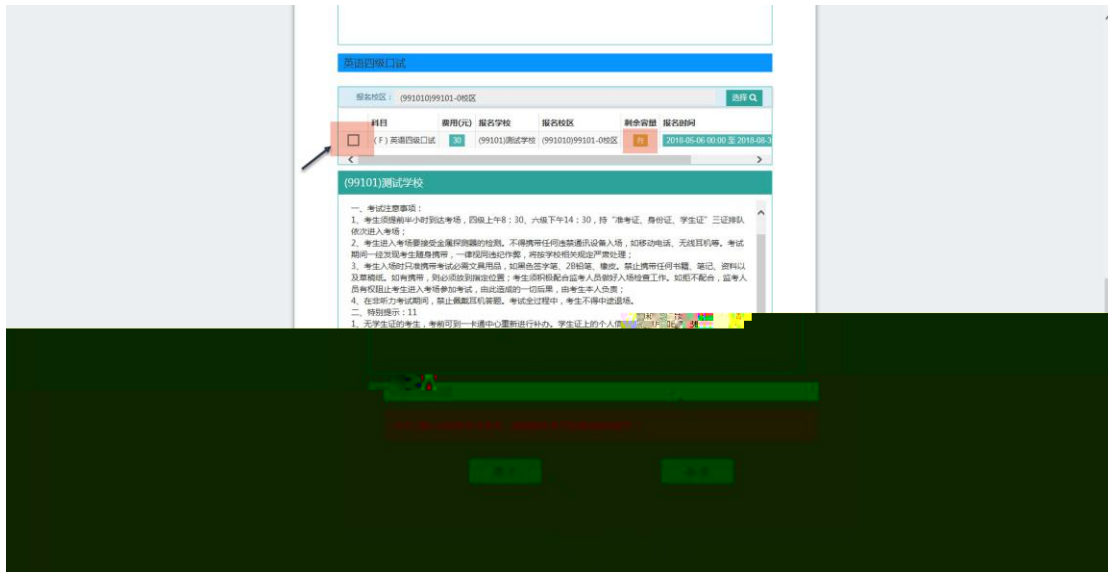 英语四级口试
报名校区： (991010)99101-0校区 选择
科目 费用(元) 报名学校 报名校区 剩余容量 报名时间
（F）英语四级口试 30 (99101)测试学校 (991010)99101-0校区 有 2018-05-06 00:00 至 2018-08-3
(99101)测试学校
一、考试注意事项：
1、考生须提前半小时到达考场，四级上午8：30、六级下午14：30，持“准考证、身份证、学生证”三证排队
依次进入考场；
2、考生进入考场要接受金属探测器的检测。不得携带任何违禁通讯设备入场，如移动电话、无线耳机等。考试
期间一经发现考生随身携带，一律视同违纪作弊，将按学校相关规定严肃处理；
3、考生入场时只准携带考试必需文具用品，如黑色签字笔、2B铅笔、橡皮。禁止携带任何书籍、笔记、资料以
及草稿纸。如有携带，则必须放到指定位置；考生须积极配合监考人员做好入场检查工作。如拒不配合，监考人
员有权阻止考生进入考场参加考试，由此造成的一切后果，由考生本人负责；
4、在非听力考试期间，禁止佩戴耳机答题。考试全过程中，考生不得中途退场。
二、特别提示：11
1、无学生证的考生，考前可到一卡通中心重新进行补办。学生证上的个人信